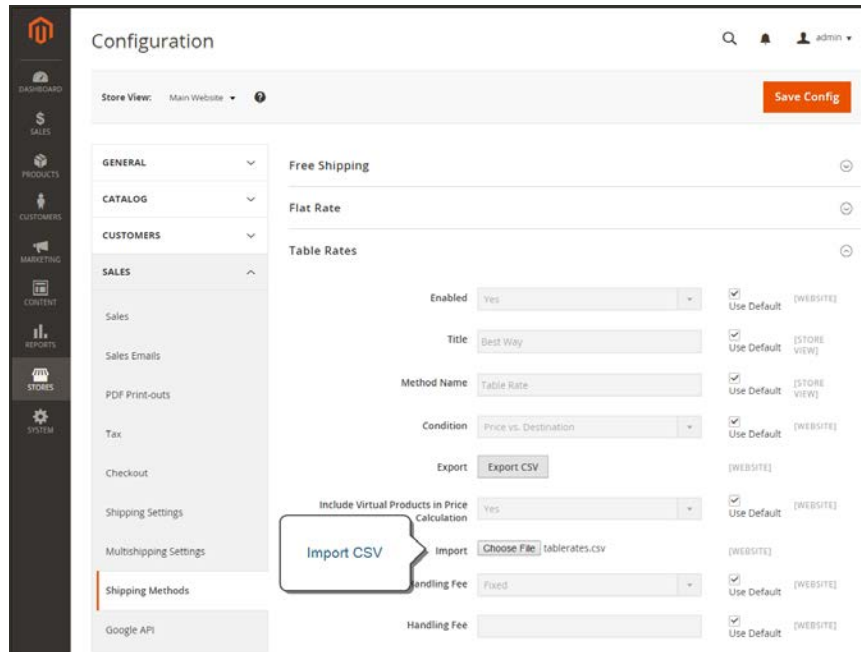 Configuration
admin
Store View: Main Website
Save Config
DASHBOARD
SALES
PRODUCTS
CUSTOMERS
MARKETING
CONTENT
REPORTS
STORES
SYSTEM
GENERAL
CATALOG
CUSTOMERS
SALES
Sales
Sales Emails
PDF Print-outs
Tax
Checkout
Shipping Settings
Multishipping Settings
Shipping Methods
Google API
Free Shipping
Flat Rate
Table Rates
Enabled Yes Use Default [WEBSITE]
Title Best Way Use Default [STORE
VIEW]
Method Name Table Rate Use Default [STORE
VIEW]
Condition Price vs. Destination Use Default [WEBSITE]
Export Export CSV [WEBSITE]
Include Virtual Products in Price
Calculation Yes Use Default [WEBSITE]
Import CSV
Import Choose File tablerates.csv [WEBSITE]
Handling Fee Fixed Use Default [WEBSITE]
Handling Fee Use Default [WEBSITE]